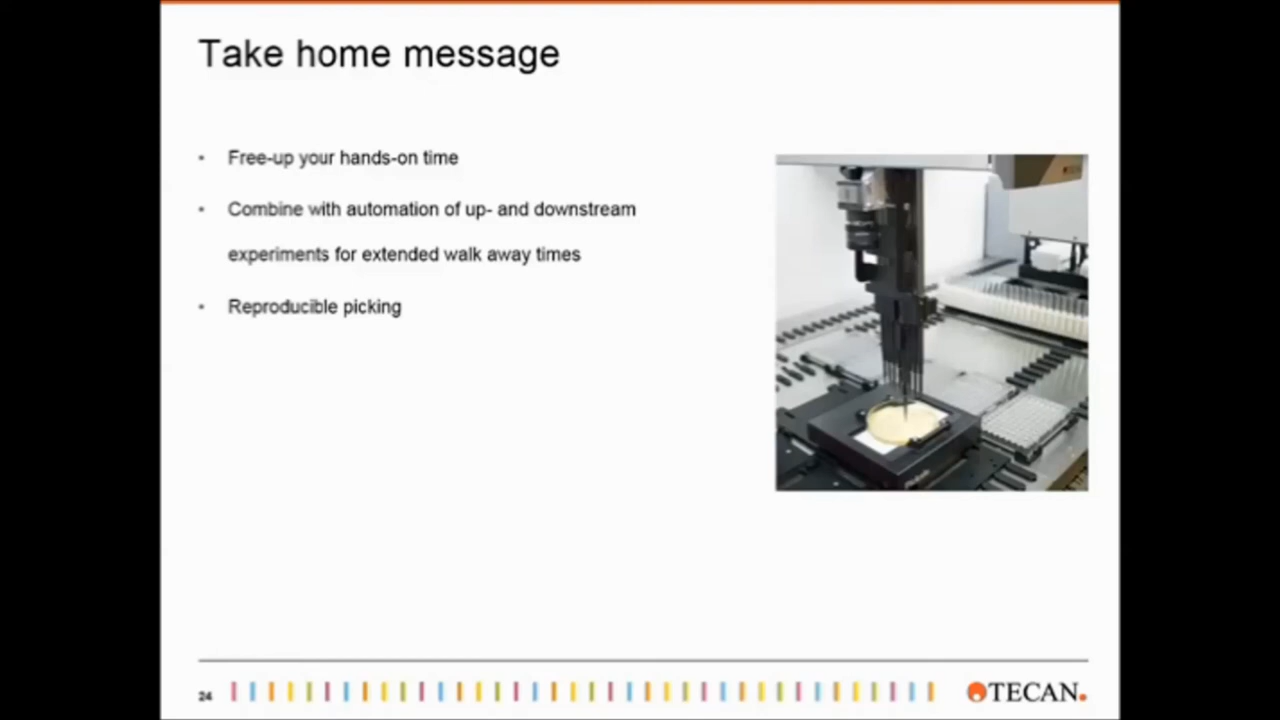 Take home message
Free-up your hands-on time
Combine with automation of up- and downstream
experiments for extended walk away times
Reproducible picking
24
TECAN.